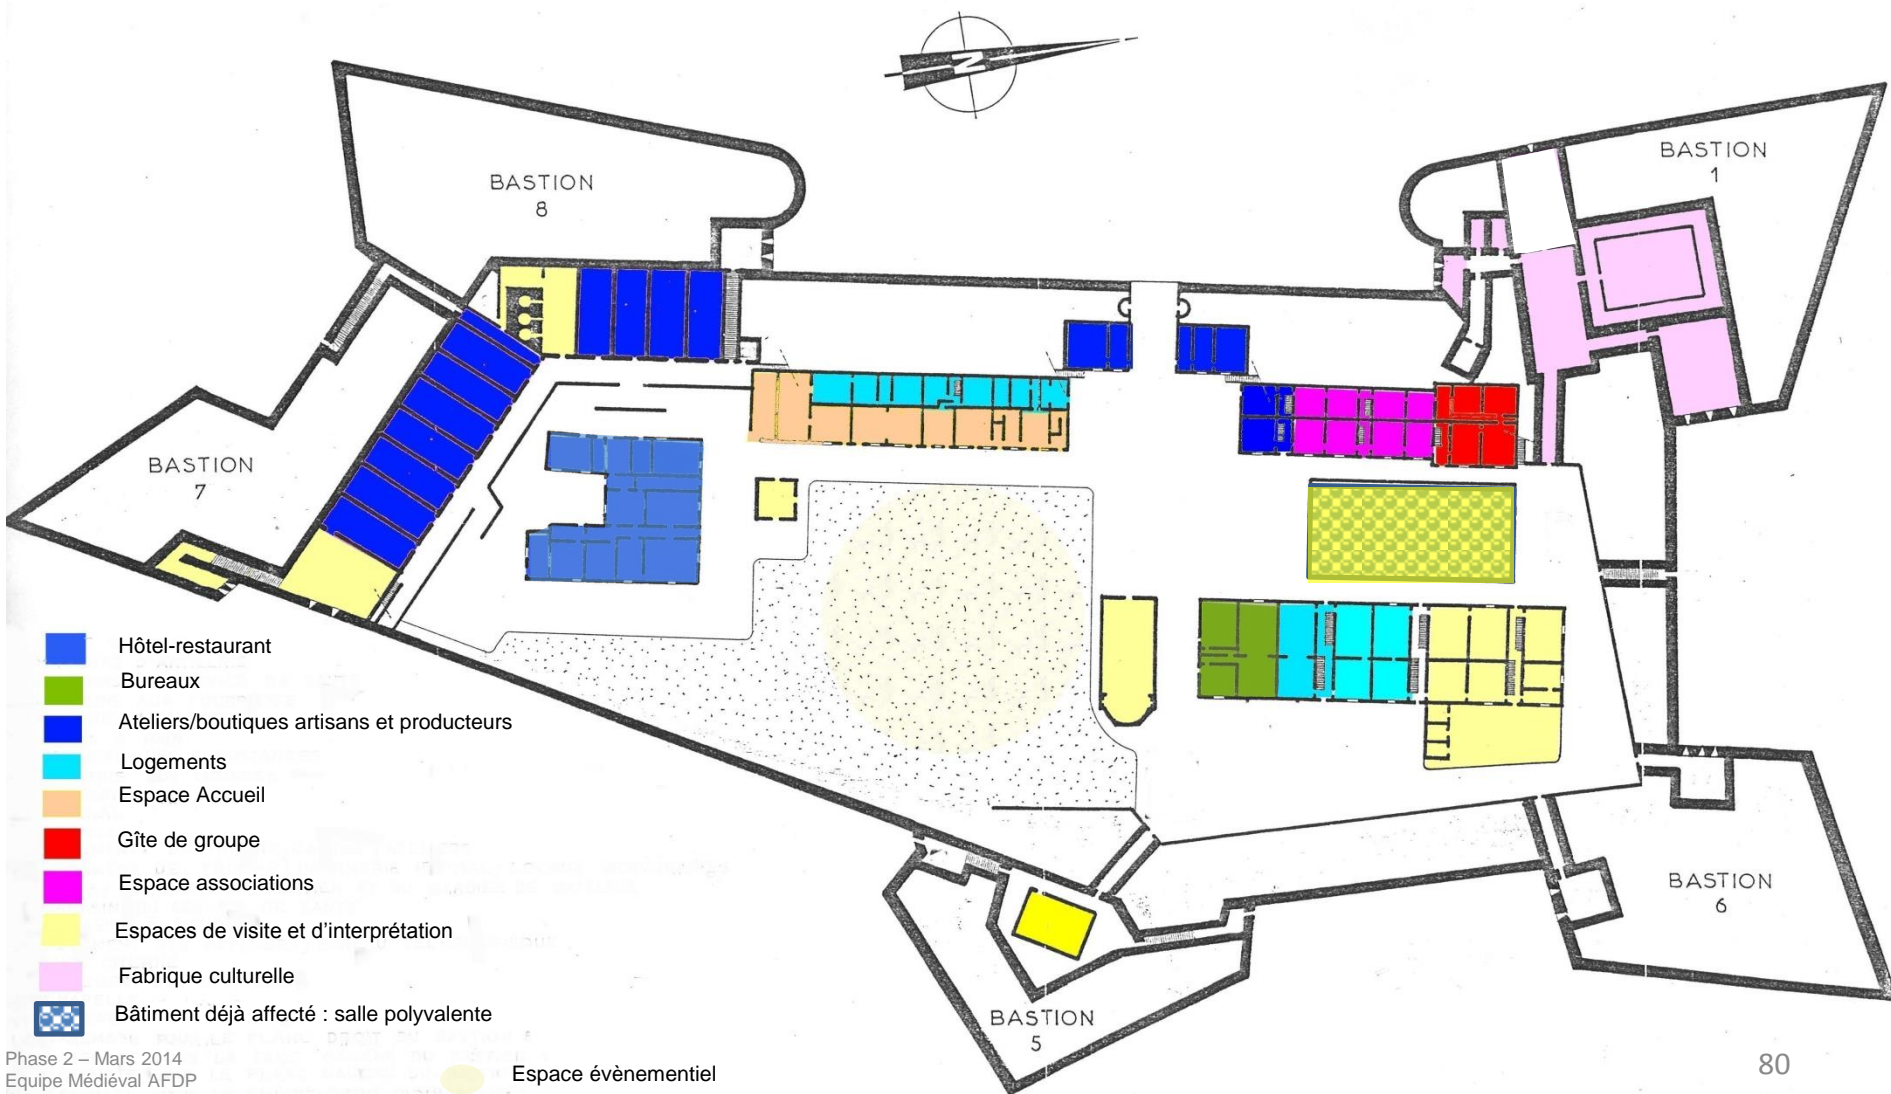 N
BASTION
8
BASTION
1
BASTION
7
Hôtel-restaurant
Bureaux
Ateliers/boutiques artisans et producteurs
Logements
Espace Accueil
Gîte de groupe
Espace associations
Espaces de visite et d'interprétation
Fabrique culturelle
Bâtiment déjà affecté : salle polyvalente
Espace évènementiel
BASTION
6
BASTION
5
Phase 2 – Mars 2014
Equipe Médiéval AFDP
80